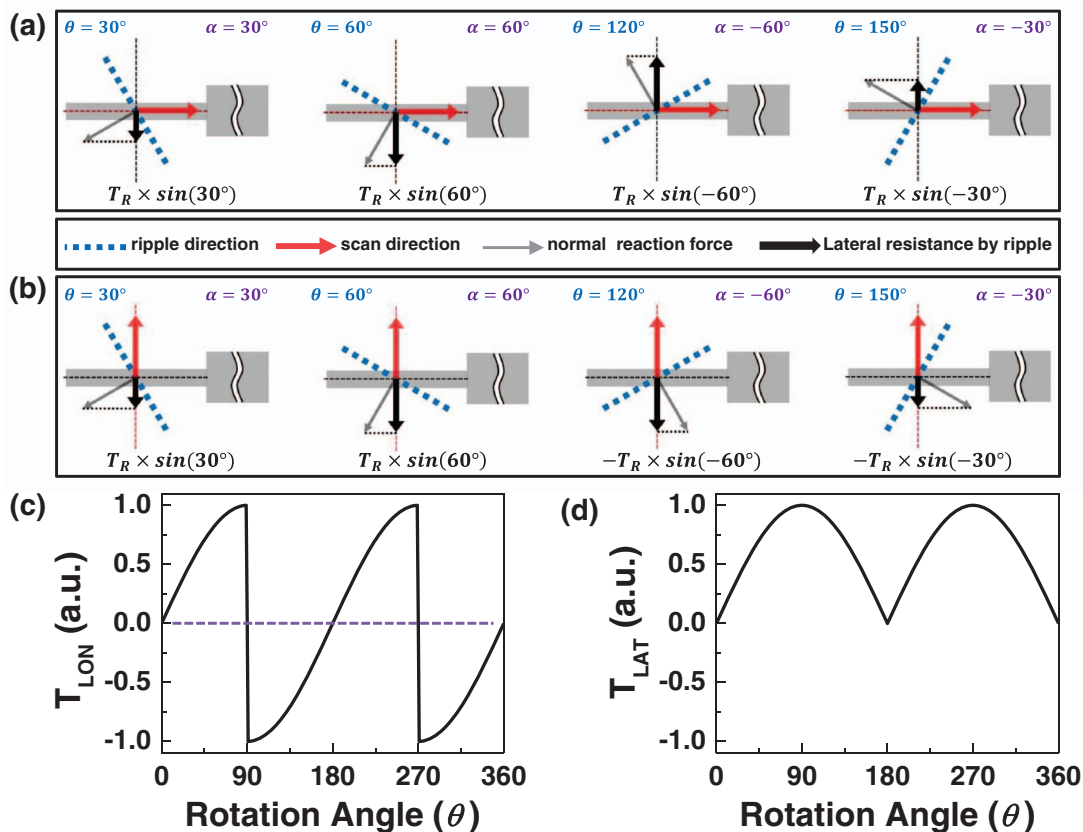 (a)
θ = 30° α = 30° θ = 60° α = 60° θ = 120° α = −60° θ = 150° α = −30°
T_R × sin(30°) T_R × sin(60°) T_R × sin(−60°) T_R × sin(−30°)
ripple direction scan direction normal reaction force Lateral resistance by ripple
(b)
θ = 30° α = 30° θ = 60° α = 60° θ = 120° α = −60° θ = 150° α = −30°
T_R × sin(30°) T_R × sin(60°) −T_R × sin(−60°) −T_R × sin(−30°)
(c)
T_LON (a.u.)
1.0
0.5
0.0
-0.5
-1.0
0 90 180 270 360
Rotation Angle (θ)
(d)
T_LAT (a.u.)
1.0
0.5
0.0
-0.5
-1.0
0 90 180 270 360
Rotation Angle (θ)